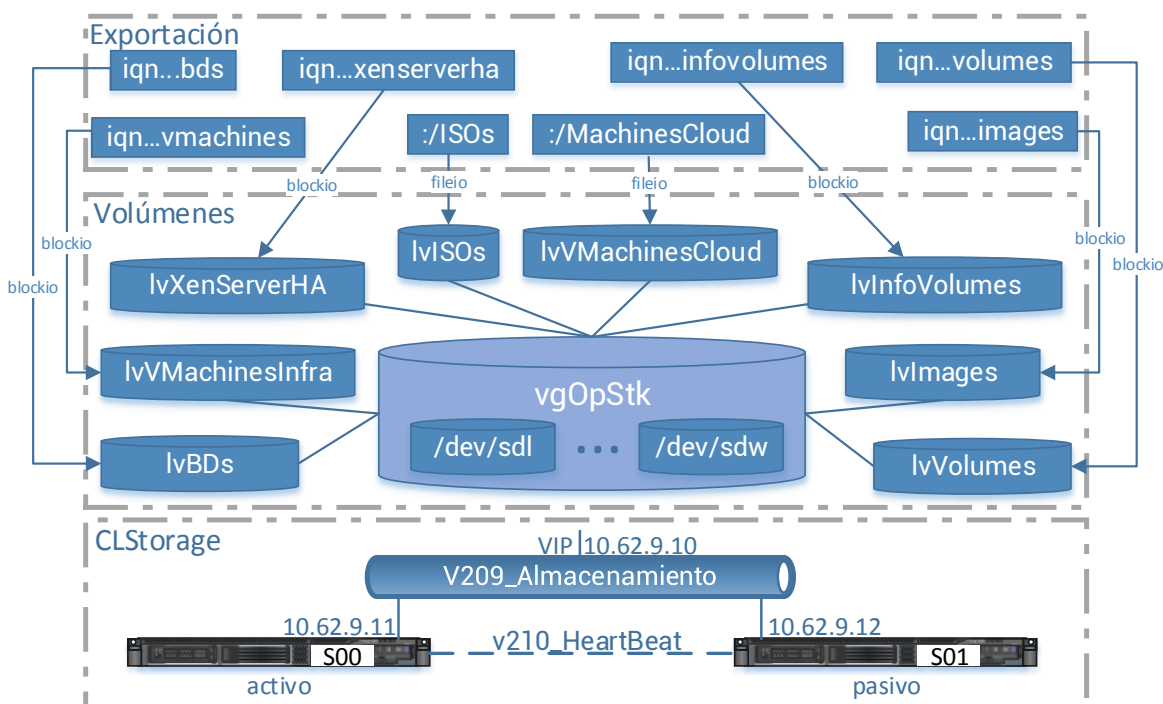 Exportación
iqn...bds
iqn...xenserverha
iqn...infovolumes
iqn...volumes
iqn...vmachines
:/ISOs
:/MachinesCloud
iqn...images
blockio
fileio
fileio
blockio
Volúmenes
blockio
blockio
blockio
blockio
lvISOs
lvVMachinesCloud
lvXenServerHA
lvInfoVolumes
lvVMachinesInfra
vgOpStk
lvImages
/dev/sdl
...
/dev/sdw
lvBDs
lvVolumes
CLStorage
VIP 10.62.9.10
V209_Almacenamiento
10.62.9.11
v210_HeartBeat
10.62.9.12
S00
S01
activo
pasivo